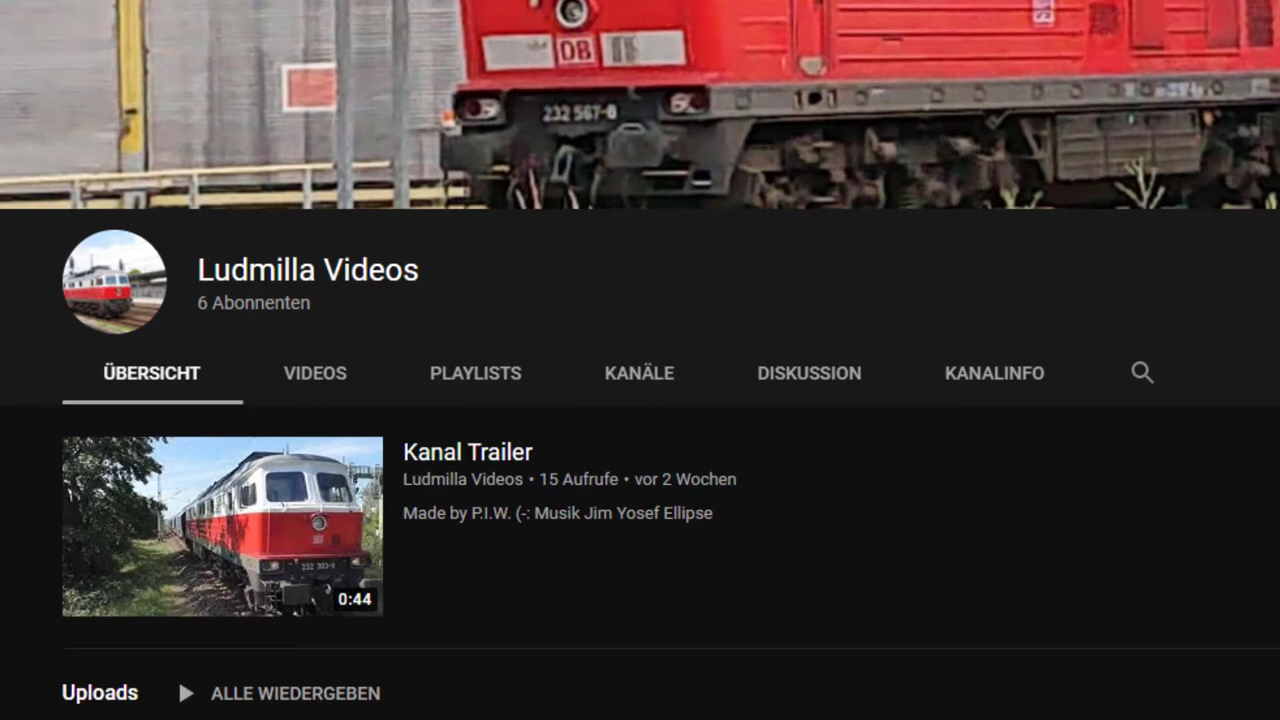 DB
232 567-8
Ludmilla Videos
6 Abonnenten
ÜBERSICHT VIDEOS PLAYLISTS KANÄLE DISKUSSION KANALINFO
Kanal Trailer
Ludmilla Videos • 15 Aufrufe • vor 2 Wochen
Made by P.I.W. (-: Musik Jim Yosef Ellipse
0:44
Uploads ALLE WIEDERGEBEN